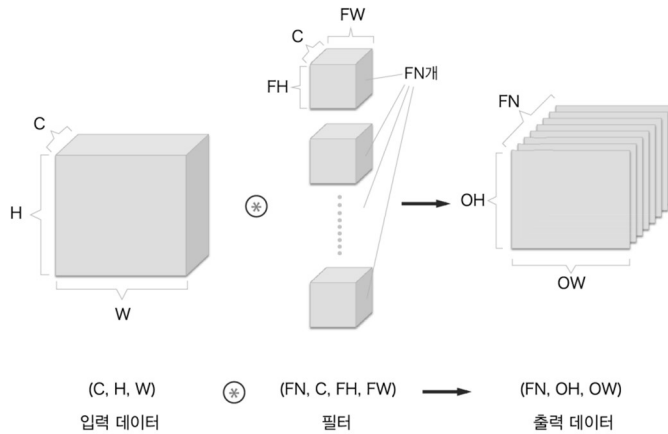 FW
C
FH
FN개
C
H
W
⊛
FN
OH
OW
(C, H, W) ⊛ (FN, C, FH, FW) → (FN, OH, OW)
입력 데이터 필터 출력 데이터